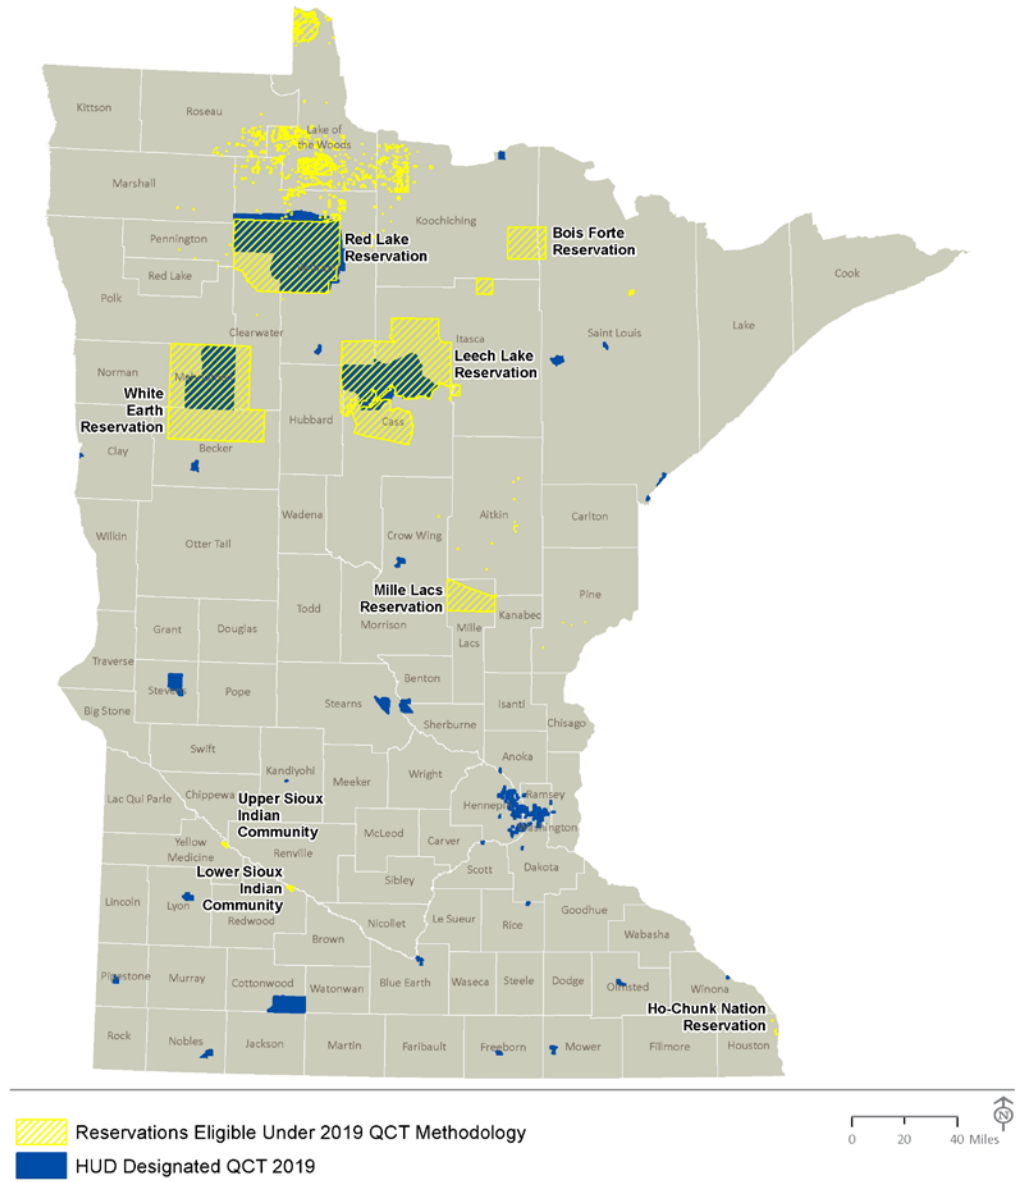 Kittson
Roseau
Lake of
the Woods
Marshall
Koochiching
Pennington
Red Lake
Reservation
Bois Forte
Reservation
Red Lake
Cook
Polk
Clearwater
Itasca
Saint Louis
Lake
Norman
Leech Lake
Reservation
White
Earth
Reservation
Hubbard
Cass
Clay
Becker
Wadena
Aitkin
Carlton
Wilkin
Otter Tail
Crow Wing
Mille Lacs
Reservation
Pine
Todd
Kanabec
Grant
Douglas
Morrison
Mille
Lacs
Traverse
Stevens
Pope
Benton
Big Stone
Stearns
Isanti
Sherburne
Chisago
Swift
Anoka
Kandiyohi
Meeker
Wright
Lac Qui Parle
Chippewa
Upper Sioux
Indian
Community
Hennepin
Ramsey
Washington
McLeod
Carver
Yellow
Medicine
Renville
Scott
Dakota
Lower Sioux
Indian
Community
Sibley
Lincoln
Lyon
Redwood
Nicollet
Le Sueur
Rice
Goodhue
Wabasha
Brown
Pipestone
Murray
Cottonwood
Watonwan
Blue Earth
Waseca
Steele
Dodge
Olmsted
Winona
Ho-Chunk Nation
Reservation
Rock
Nobles
Jackson
Martin
Faribault
Freeborn
Mower
Fillmore
Houston
Reservations Eligible Under 2019 QCT Methodology
HUD Designated QCT 2019
N
0 20 40 Miles